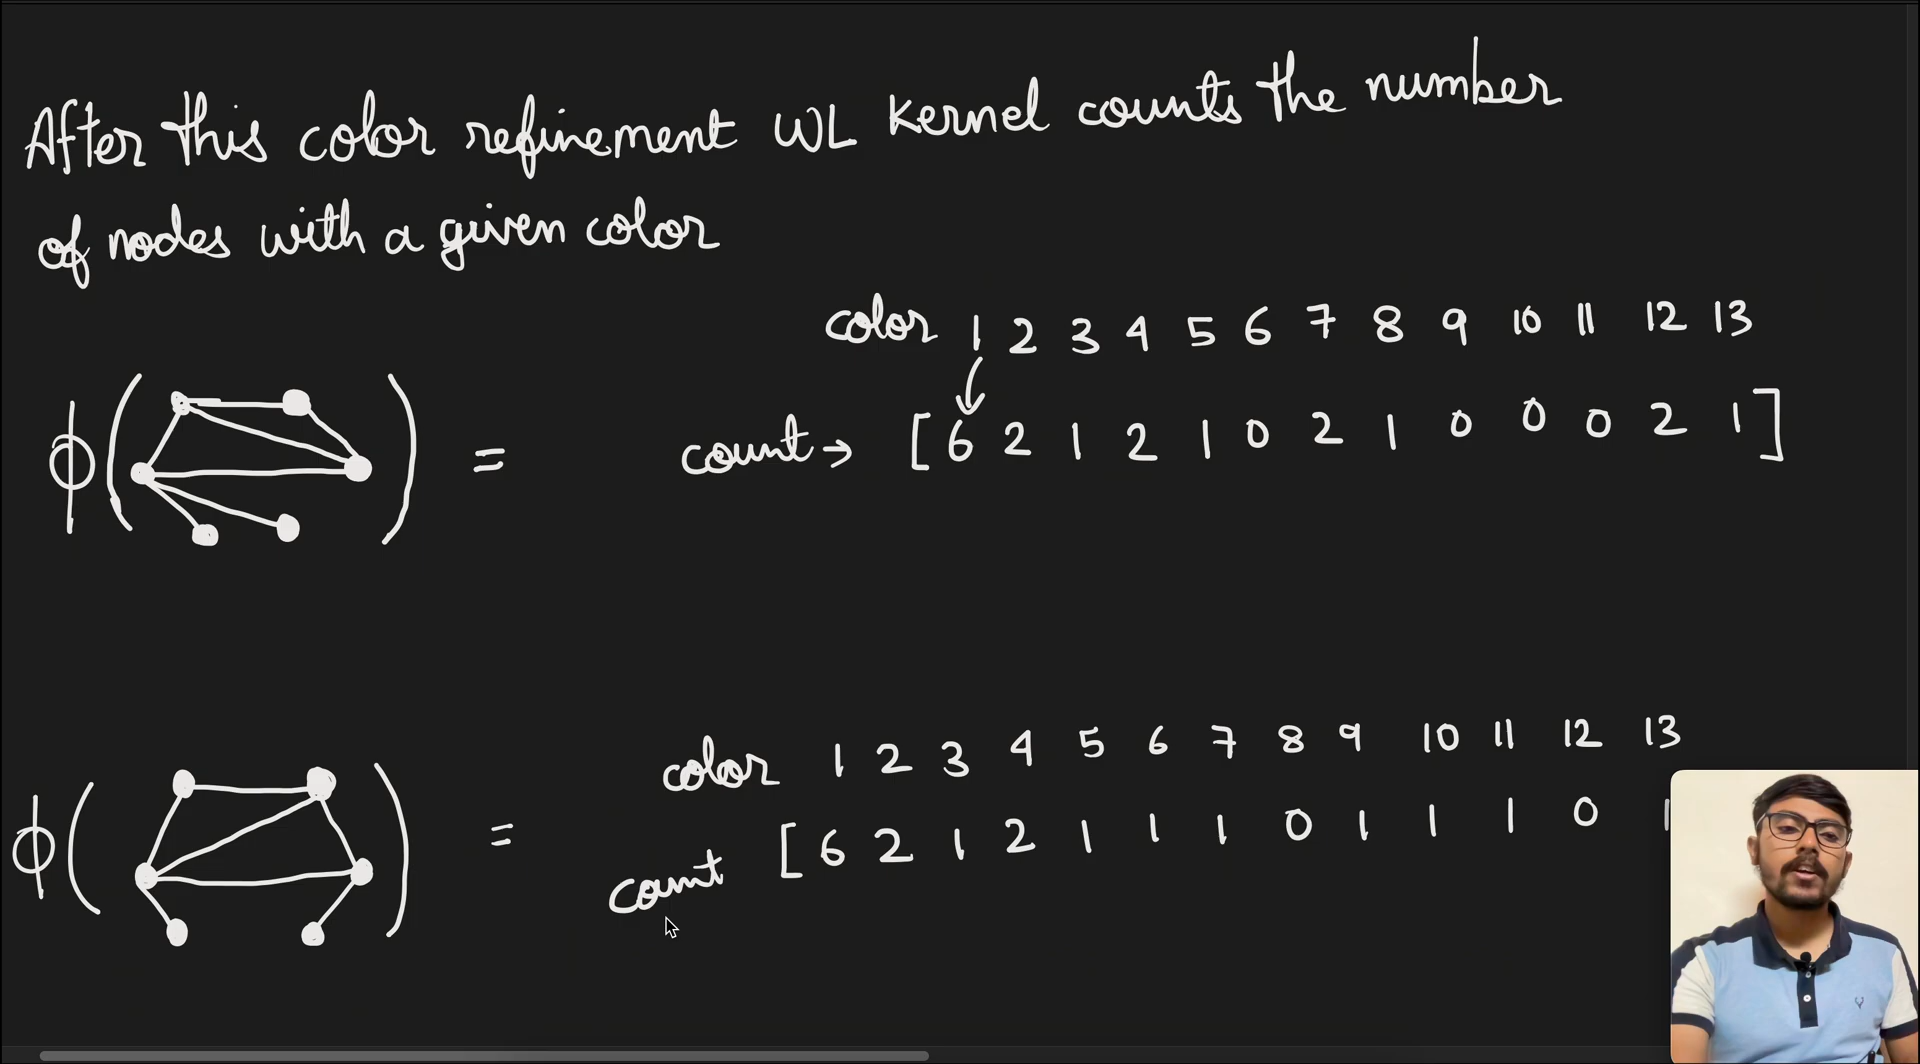 After this color refinement WL Kernel counts the number
of nodes with a given color
color 1 2 3 4 5 6 7 8 9 10 11 12 13
ϕ( ) = count → [ 6 2 1 2 1 0 2 1 0 0 0 2 1 ]
color 1 2 3 4 5 6 7 8 9 10 11 12 13
ϕ( ) = count [ 6 2 1 2 1 1 1 0 1 1 1 0 1